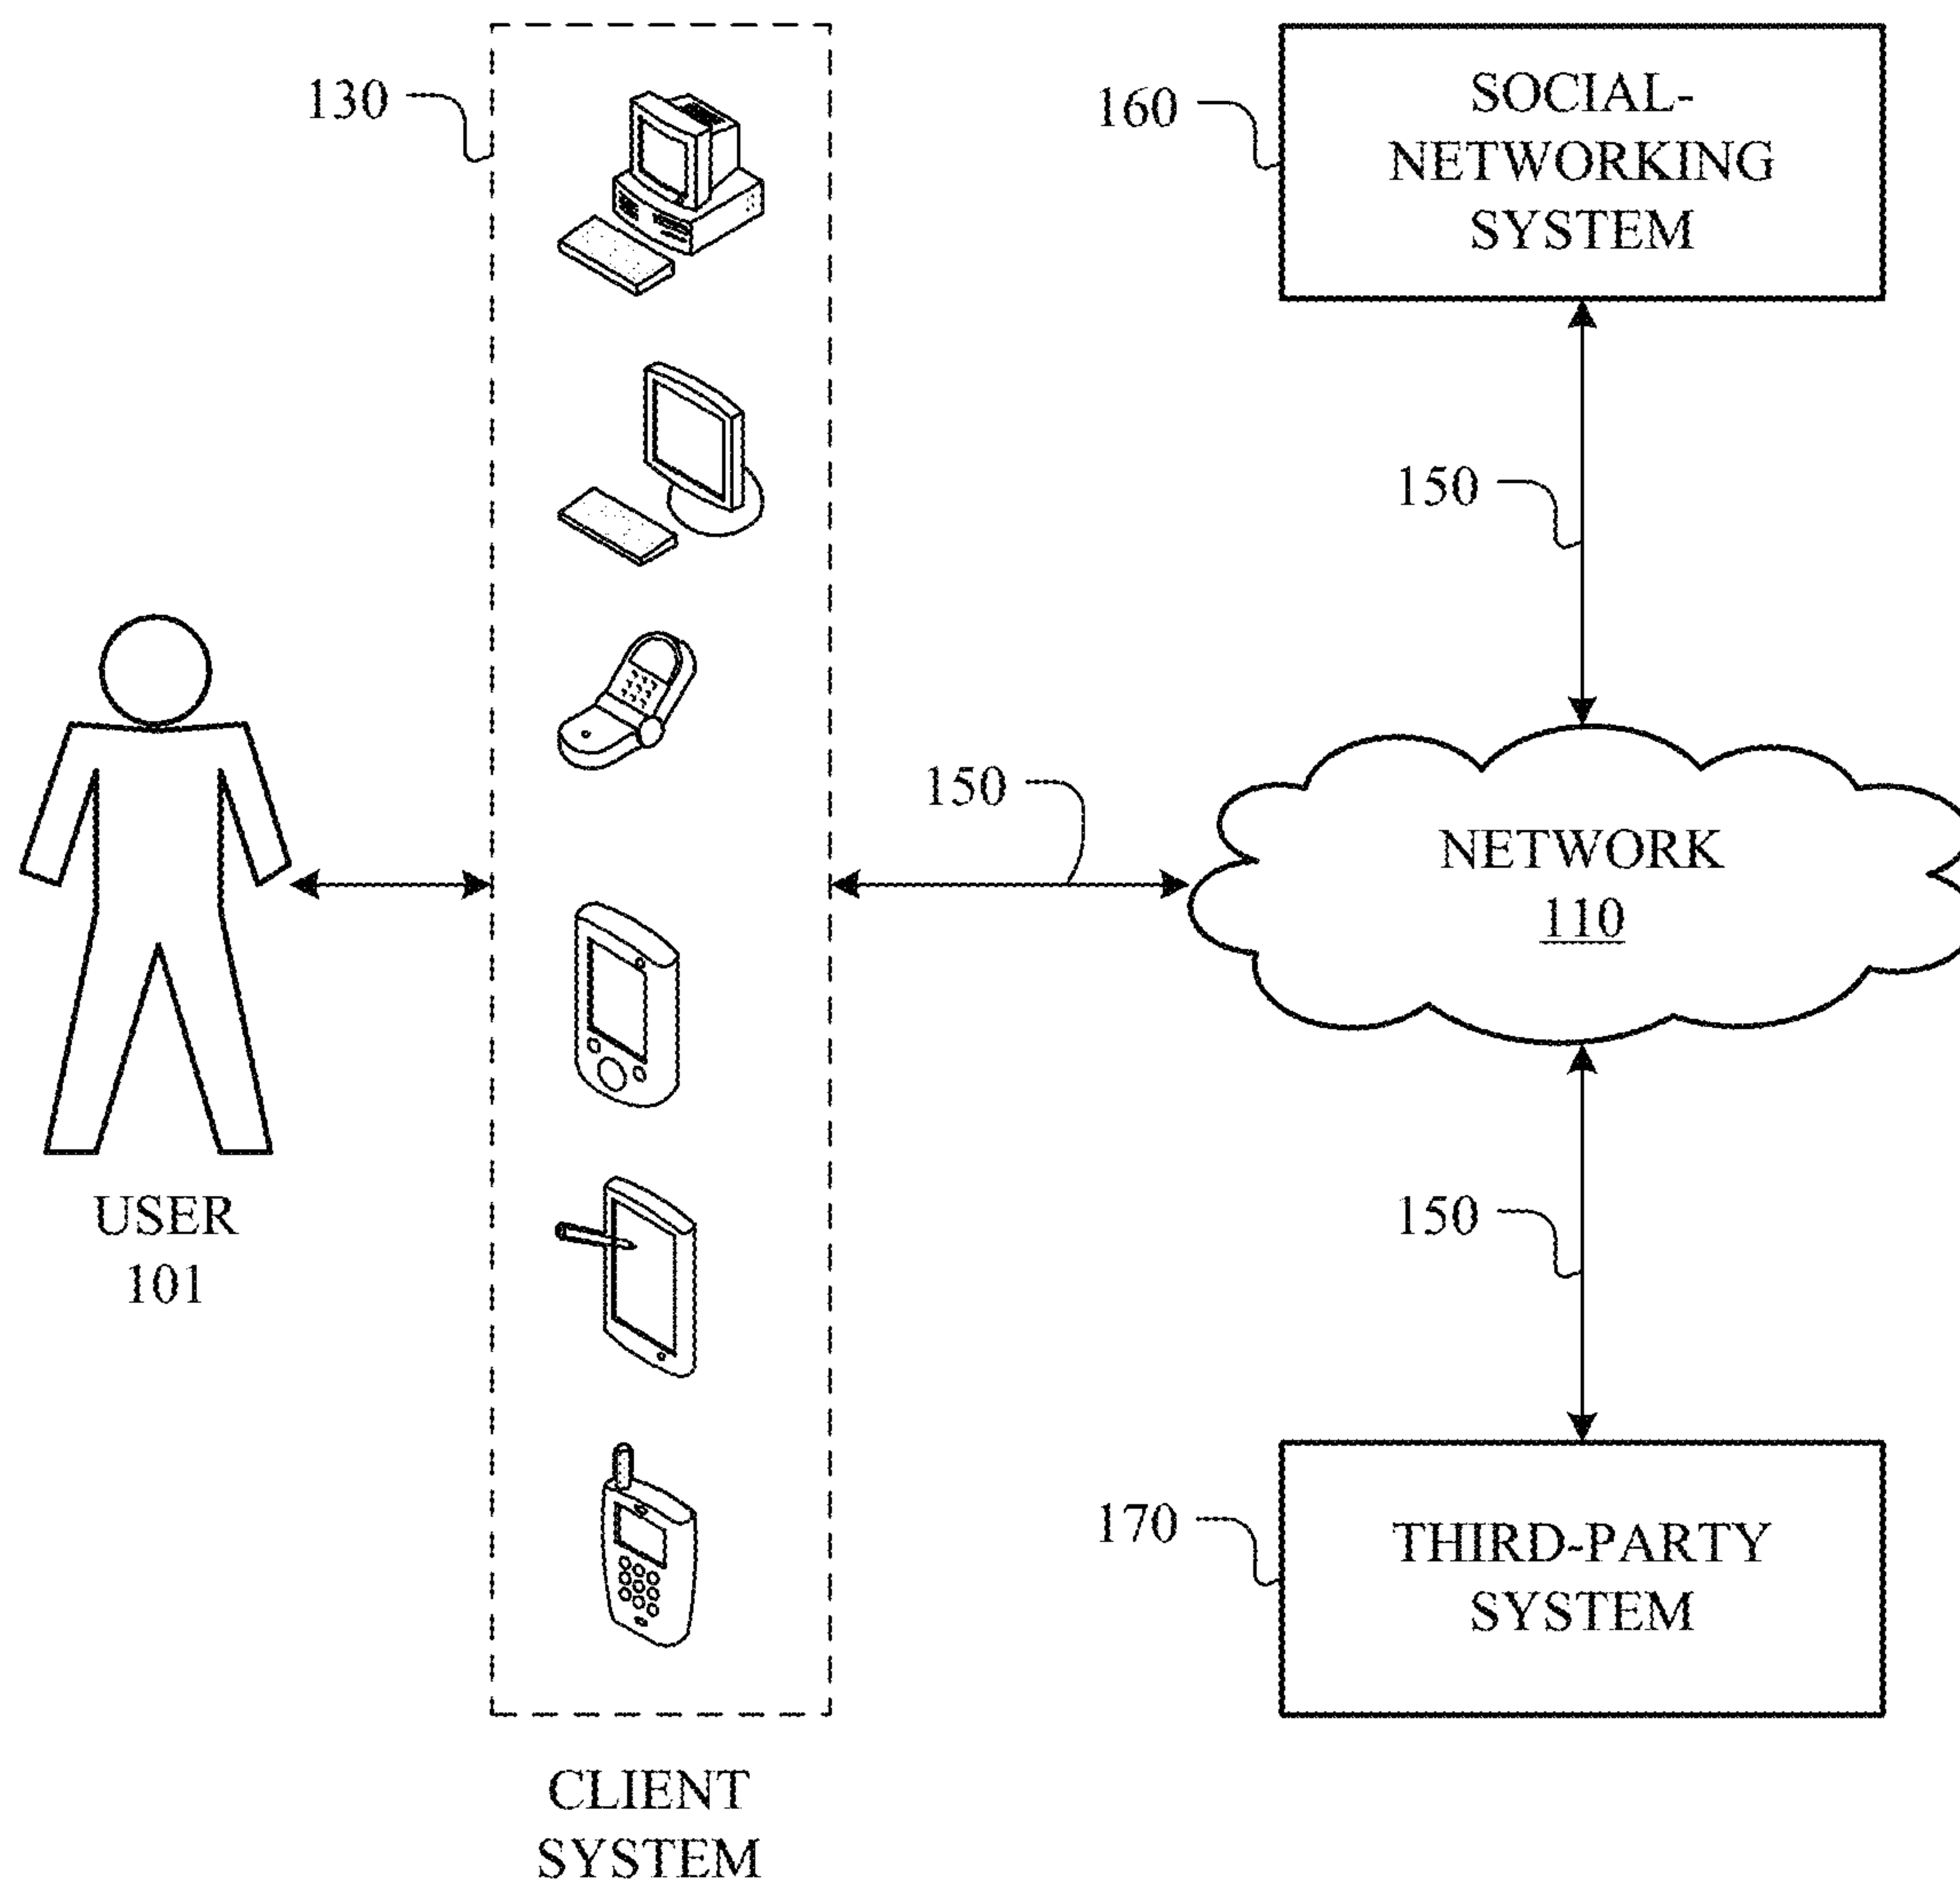 130
160
SOCIAL-
NETWORKING
SYSTEM
150
150
NETWORK
110
USER
101
150
170
THIRD-PARTY
SYSTEM
CLIENT
SYSTEM